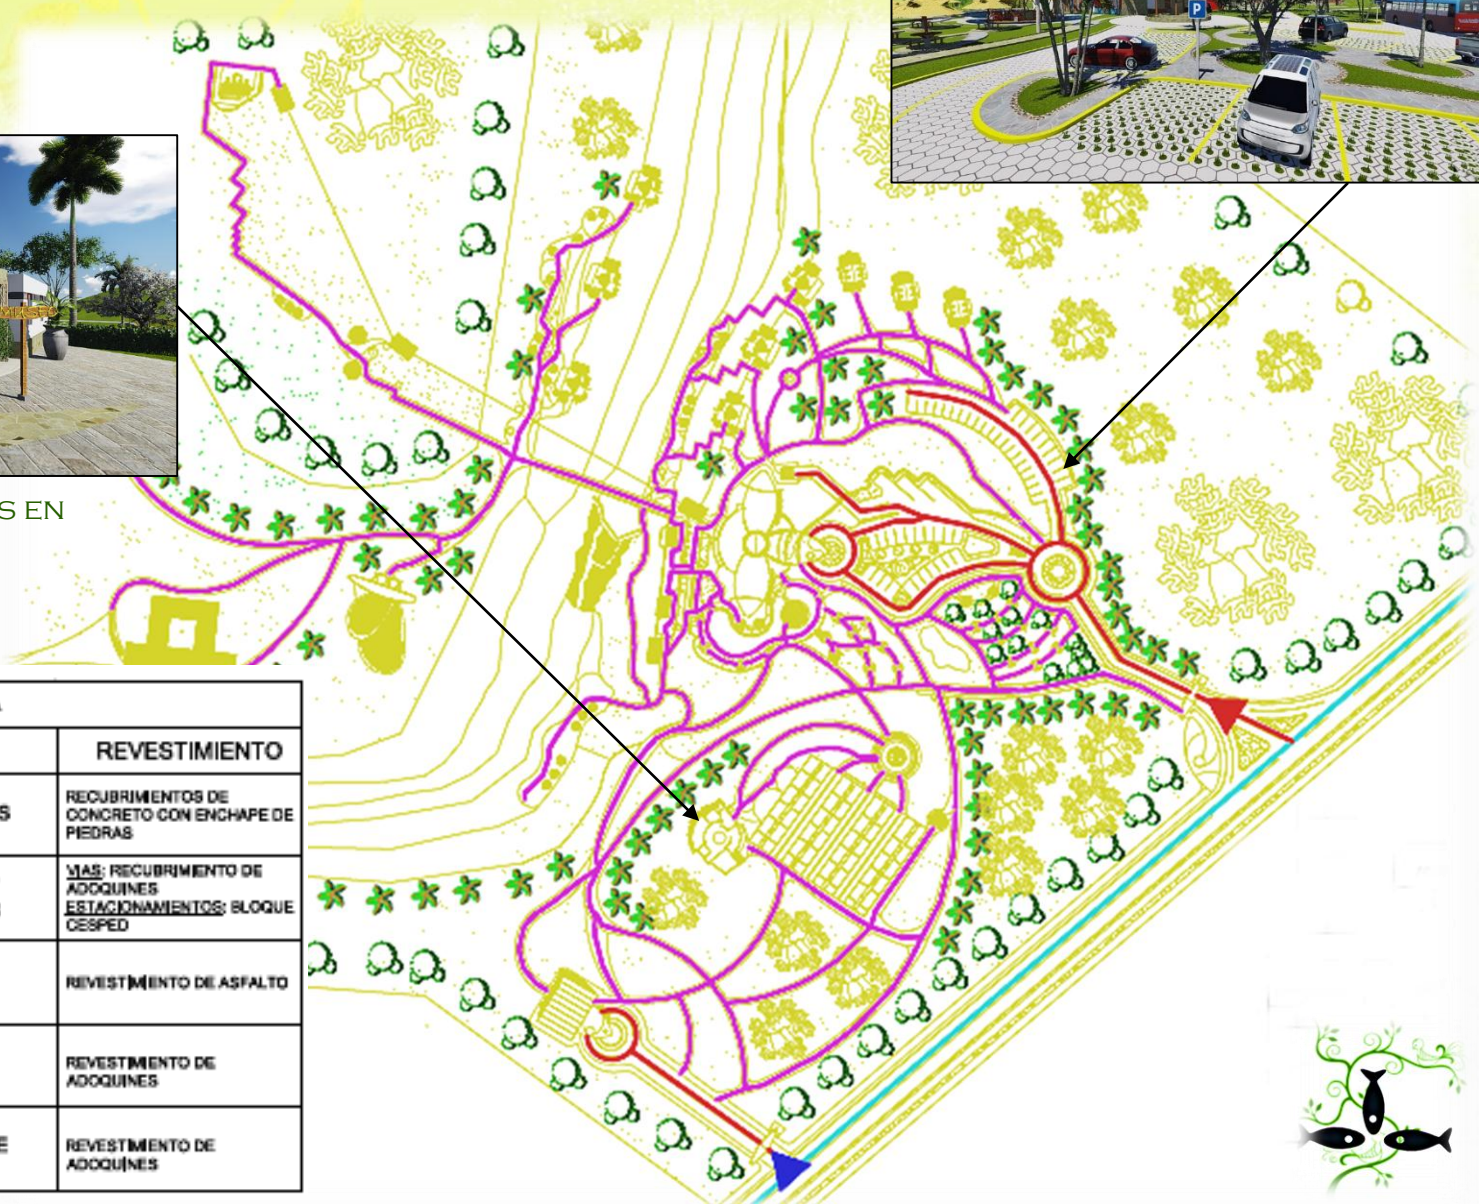 P
S EN
REVESTIMIENTO
S
RECUBRIMIENTOS DE
CONCRETO CON ENCHAPE DE
PIEDRAS
VIAS: RECUBRIMIENTO DE
ADOQUINES
ESTACIONAMIENTOS: BLOQUE
CESPED
REVESTIMIENTO DE ASFALTO
REVESTIMIENTO DE
ADOQUINES
E
REVESTIMIENTO DE
ADOQUINES